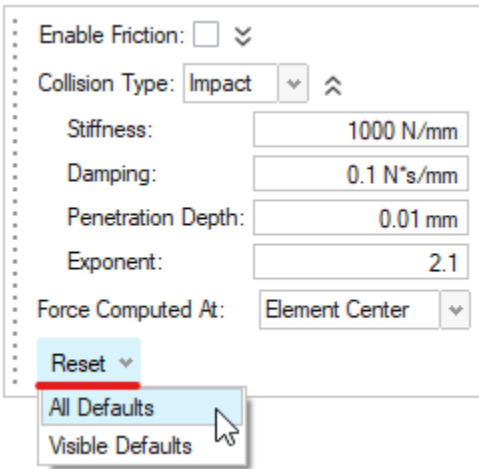 Enable Friction:
Collision Type: Impact
Stiffness: 1000 N/mm
Damping: 0.1 N*s/mm
Penetration Depth: 0.01 mm
Exponent: 2.1
Force Computed At: Element Center
Reset
All Defaults
Visible Defaults